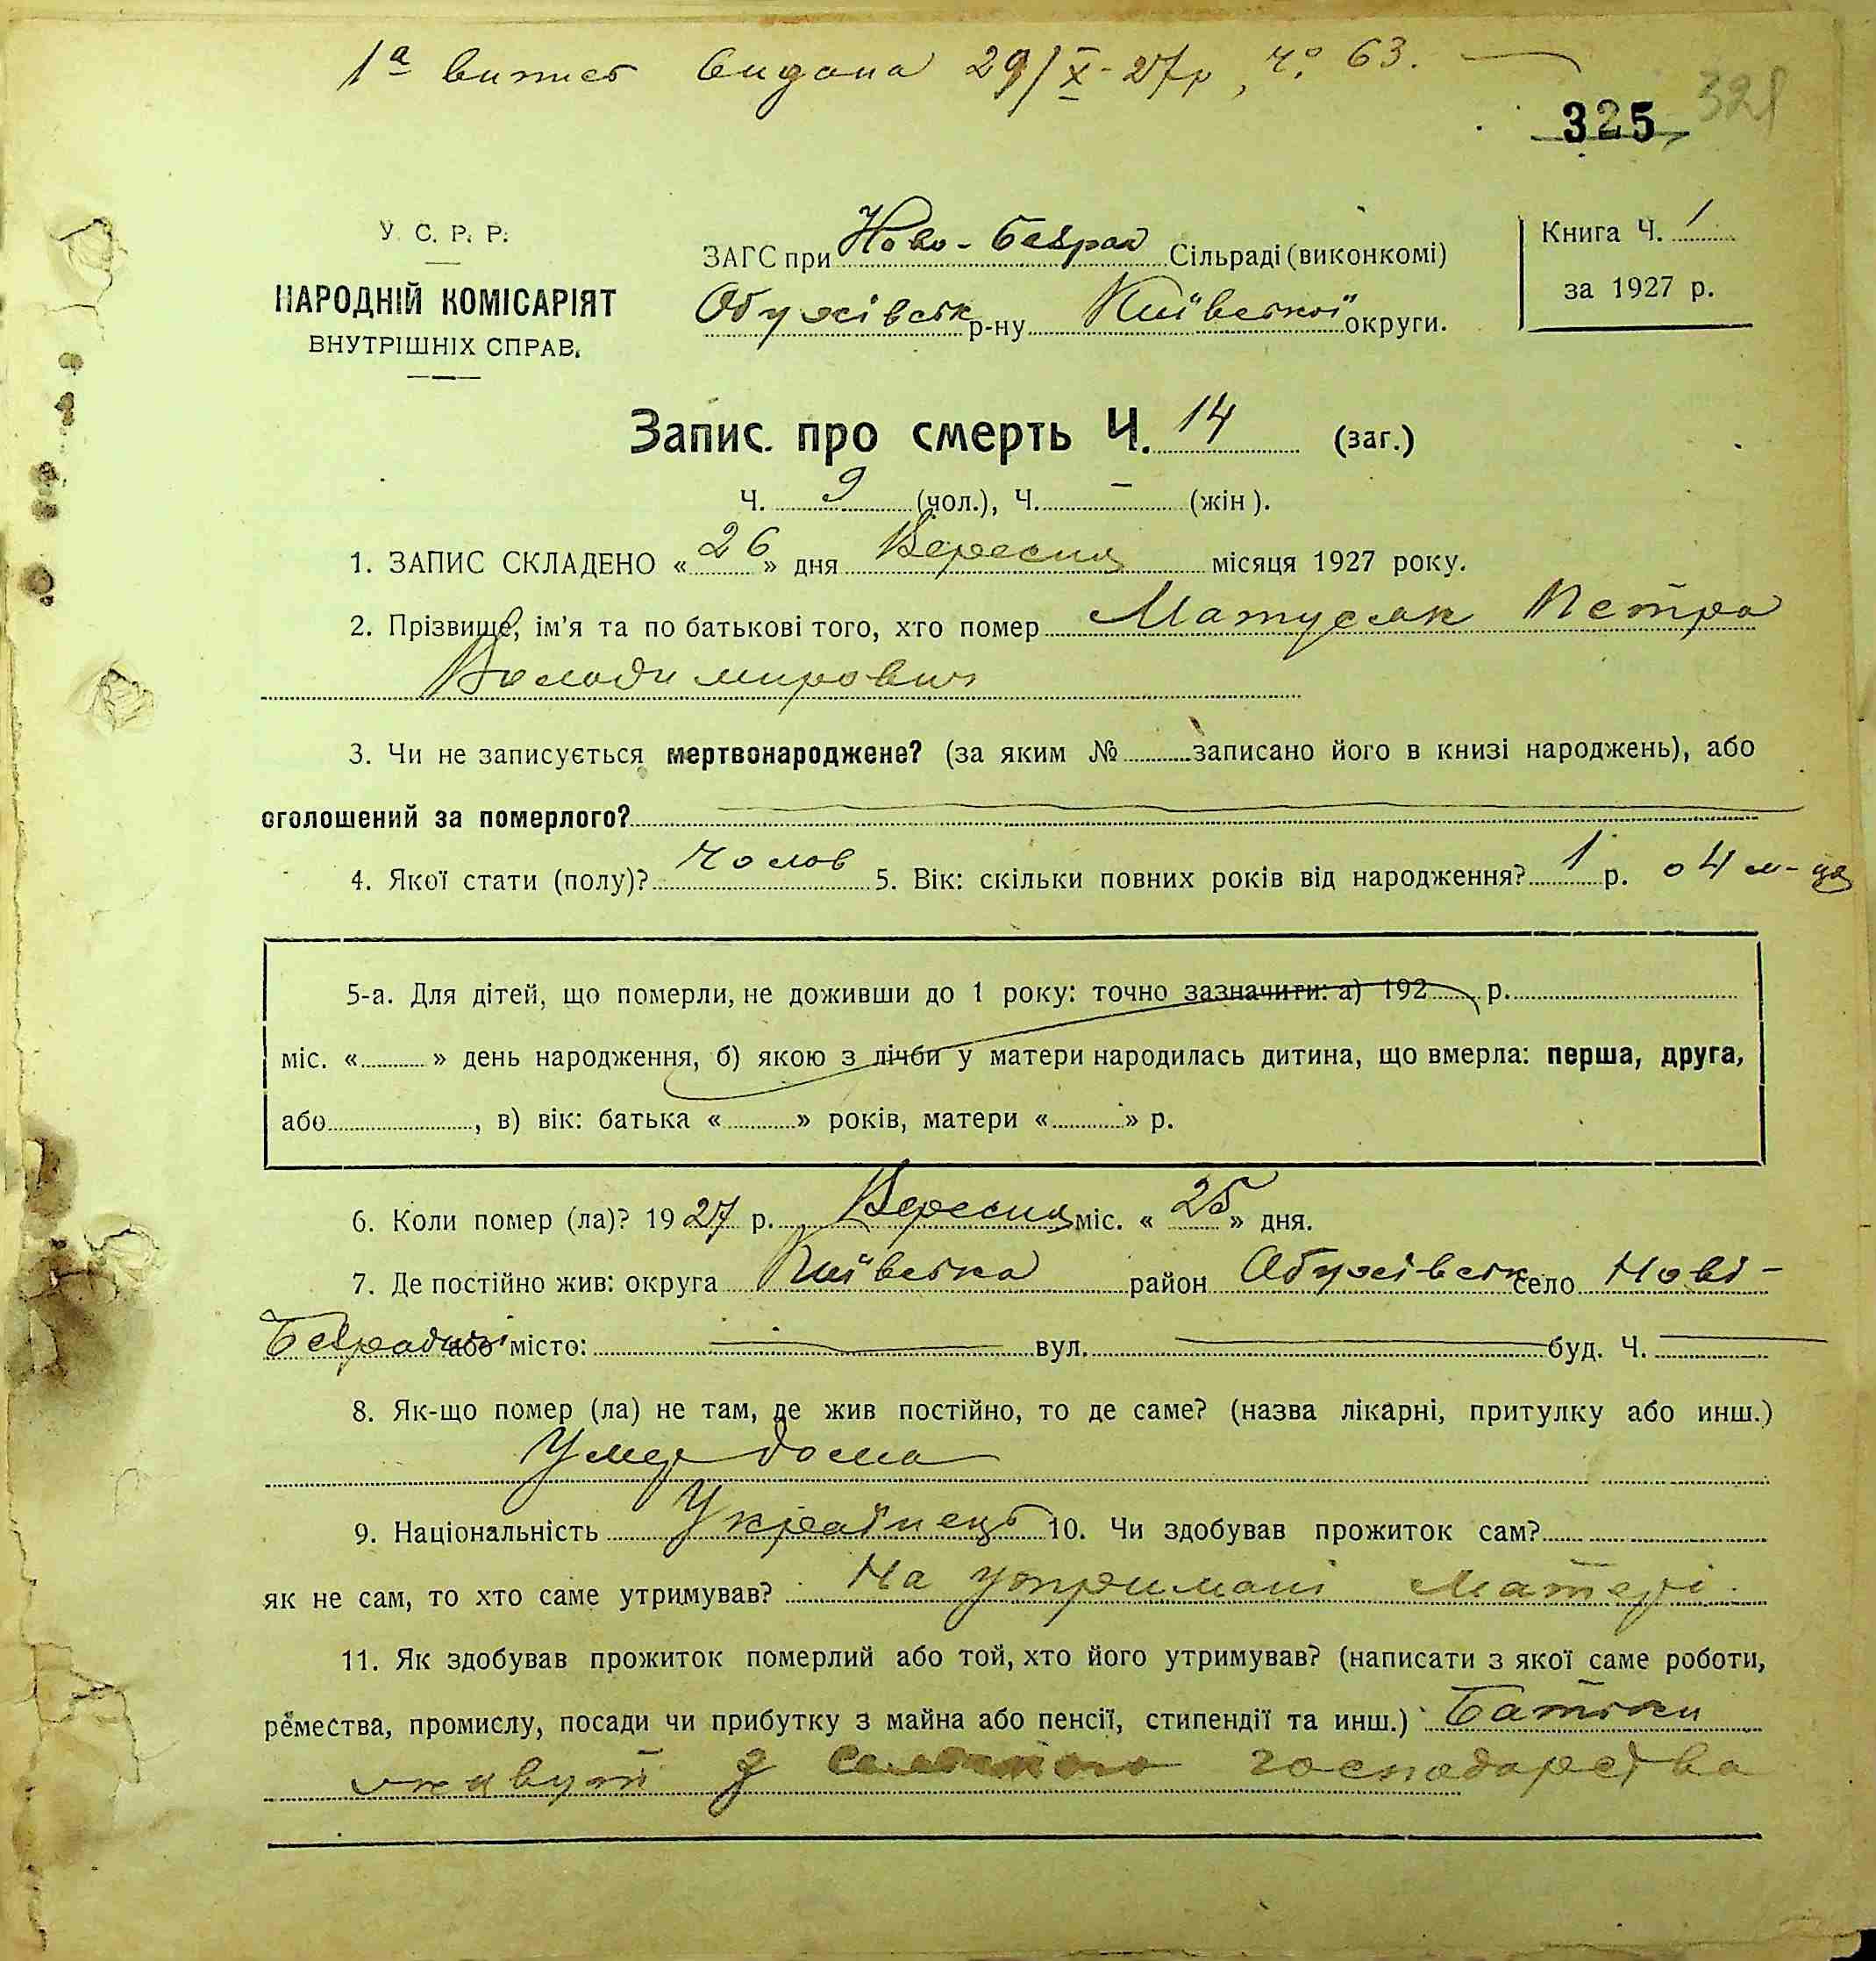 1ª випис видана 29/X-27р, ч. 63.
325 328
У. С. Р. Р.
НАРОДНІЙ КОМІСАРІЯТ
ВНУТРІШНІХ СПРАВ.
ЗАГС при Ново-Безрад Сільраді (виконкомі)
Обухівськ р-ну Київської округи.
Книга Ч. 1
за 1927 р.
Запис про смерть Ч. 14 (заг.)
Ч. 9 (чол.), Ч. – (жін).
1. ЗАПИС СКЛАДЕНО «26» дня Вересня місяця 1927 року.
2. Прізвище, ім'я та по батькові того, хто помер Матусяк Петро
Володимирович
3. Чи не записується мертвонароджене? (за яким № записано його в книзі народжень), або
оголошений за померлого?
4. Якої стати (полу)? Чолов 5. Вік: скільки повних років від народження? 1 р. 04 м-ця
5-а. Для дітей, що померли, не доживши до 1 року: точно зазначити: а) 192 р.
міс. « » день народження, б) якою з лічби у матери народилась дитина, що вмерла: перша, друга,
або , в) вік: батька « » років, матери « » р.
6. Коли помер (ла)? 1927 р. Вересня міс. «25» дня.
7. Де постійно жив: округа Київська район Обухівськ село Нові-
Безрадичі або місто: вул. буд. Ч.
8. Як-що помер (ла) не там, де жив постійно, то де саме? (назва лікарні, притулку або инш.)
Умер дома
9. Національність Українець 10. Чи здобував прожиток сам?
як не сам, то хто саме утримував? На утримані Матері.
11. Як здобував прожиток померлий або той, хто його утримував? (написати з якої саме роботи,
ремества, промислу, посади чи прибутку з майна або пенсії, стипендії та инш.) Батьки
живуть з господарства